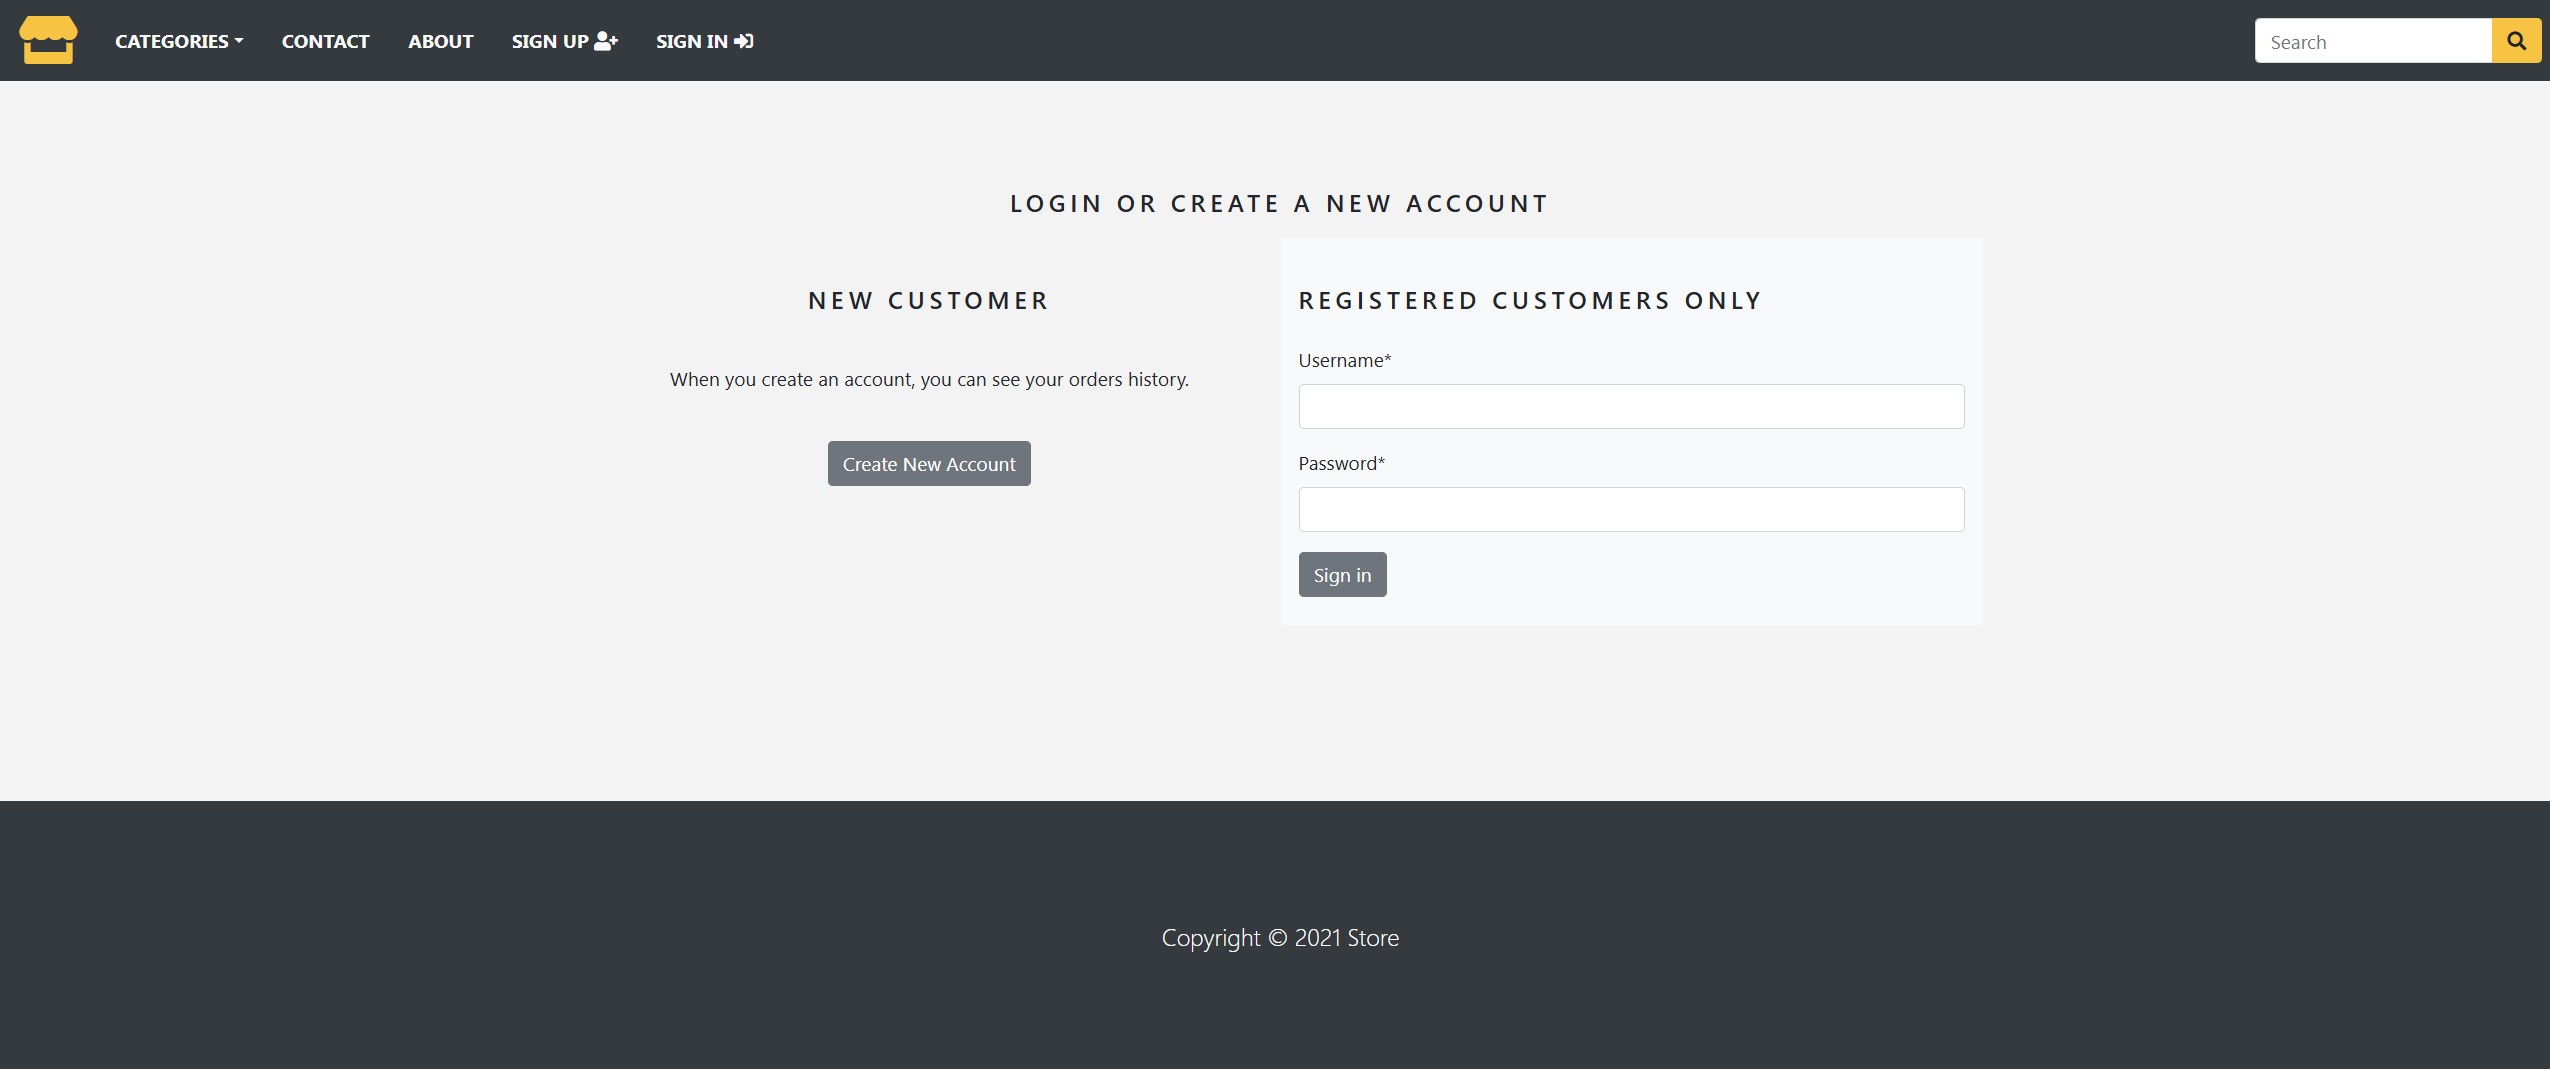 CATEGORIES CONTACT ABOUT SIGN UP SIGN IN Search
LOGIN OR CREATE A NEW ACCOUNT
NEW CUSTOMER
When you create an account, you can see your orders history.
Create New Account
REGISTERED CUSTOMERS ONLY
Username*
Password*
Sign in
Copyright © 2021 Store